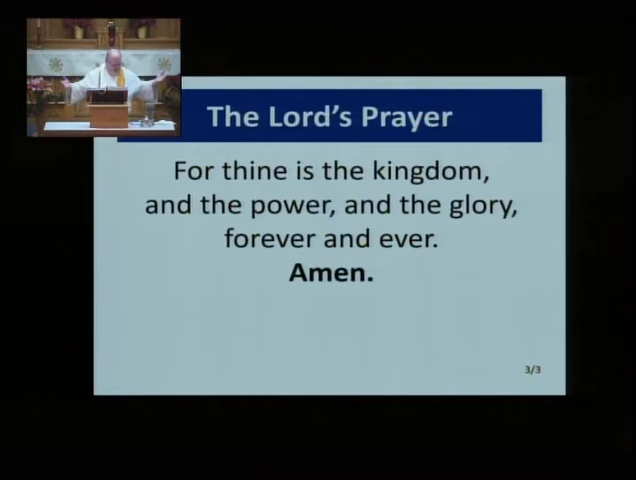 The Lord's Prayer
For thine is the kingdom,
and the power, and the glory,
forever and ever.
Amen.
3/3